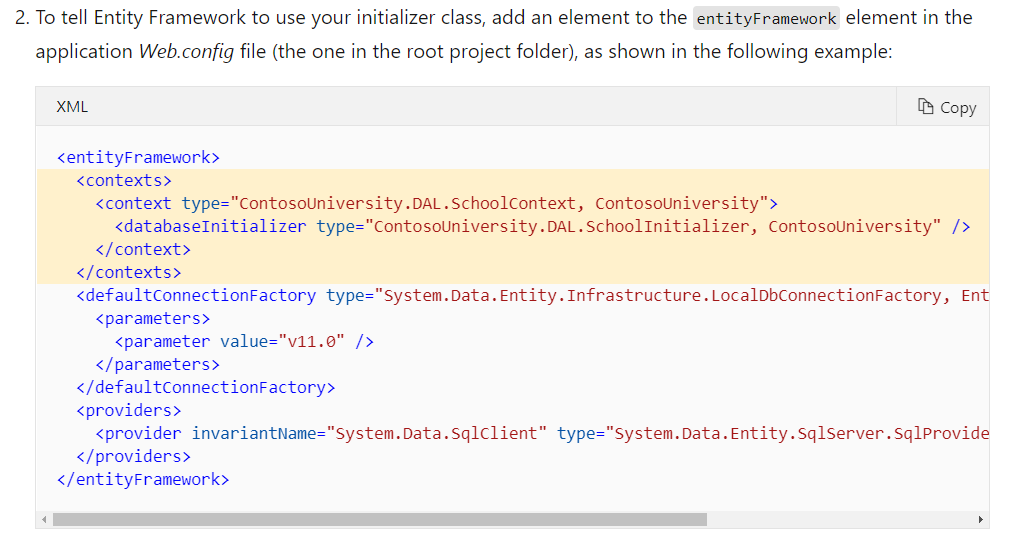 2. To tell Entity Framework to use your initializer class, add an element to the entityFramework element in the
application Web.config file (the one in the root project folder), as shown in the following example:
XML
Copy
<entityFramework>
  <contexts>
    <context type="ContosoUniversity.DAL.SchoolContext, ContosoUniversity">
      <databaseInitializer type="ContosoUniversity.DAL.SchoolInitializer, ContosoUniversity" />
    </context>
  </contexts>
  <defaultConnectionFactory type="System.Data.Entity.Infrastructure.LocalDbConnectionFactory, Ent
    <parameters>
      <parameter value="v11.0" />
    </parameters>
  </defaultConnectionFactory>
  <providers>
    <provider invariantName="System.Data.SqlClient" type="System.Data.Entity.SqlServer.SqlProvide
  </providers>
</entityFramework>